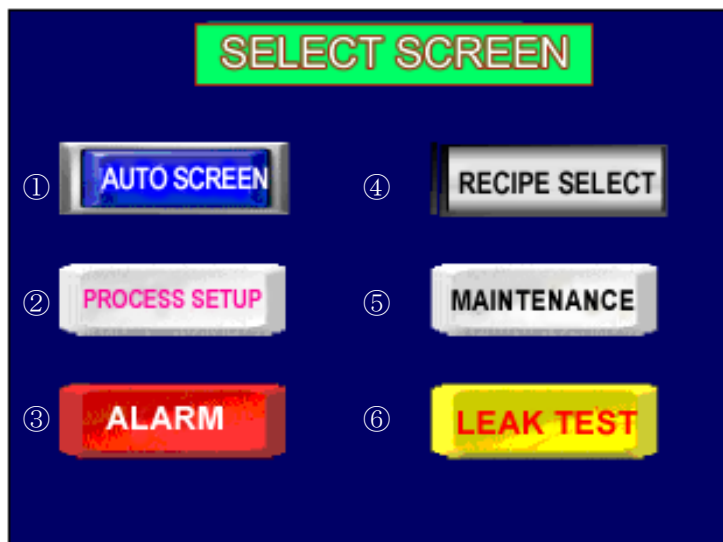 SELECT SCREEN
① AUTO SCREEN
④ RECIPE SELECT
② PROCESS SETUP
⑤ MAINTENANCE
③ ALARM
⑥ LEAK TEST